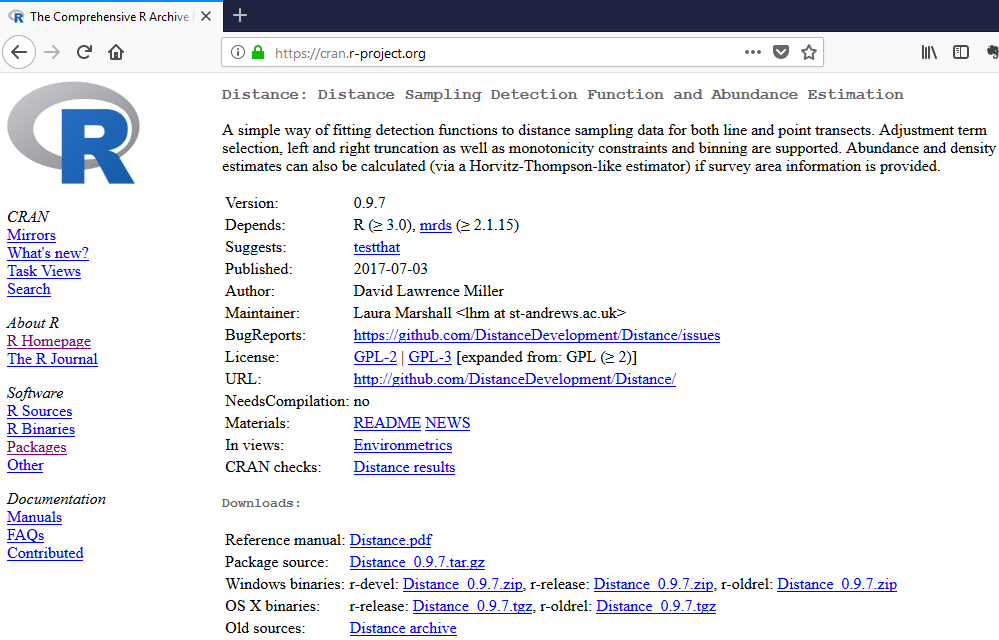 The Comprehensive R Archive
https://cran.r-project.org
R
CRAN
Mirrors
What's new?
Task Views
Search
About R
R Homepage
The R Journal
Software
R Sources
R Binaries
Packages
Other
Documentation
Manuals
FAQs
Contributed
Distance: Distance Sampling Detection Function and Abundance Estimation
A simple way of fitting detection functions to distance sampling data for both line and point transects. Adjustment term
selection, left and right truncation as well as monotonicity constraints and binning are supported. Abundance and density
estimates can also be calculated (via a Horvitz-Thompson-like estimator) if survey area information is provided.
Version: 0.9.7
Depends: R (≥ 3.0), mrds (≥ 2.1.15)
Suggests: testthat
Published: 2017-07-03
Author: David Lawrence Miller
Maintainer: Laura Marshall <lhm at st-andrews.ac.uk>
BugReports: https://github.com/DistanceDevelopment/Distance/issues
License: GPL-2 | GPL-3 [expanded from: GPL (≥ 2)]
URL: http://github.com/DistanceDevelopment/Distance/
NeedsCompilation: no
Materials: README NEWS
In views: Environmetrics
CRAN checks: Distance results
Downloads:
Reference manual: Distance.pdf
Package source: Distance_0.9.7.tar.gz
Windows binaries: r-devel: Distance_0.9.7.zip, r-release: Distance_0.9.7.zip, r-oldrel: Distance_0.9.7.zip
OS X binaries: r-release: Distance_0.9.7.tgz, r-oldrel: Distance_0.9.7.tgz
Old sources: Distance archive